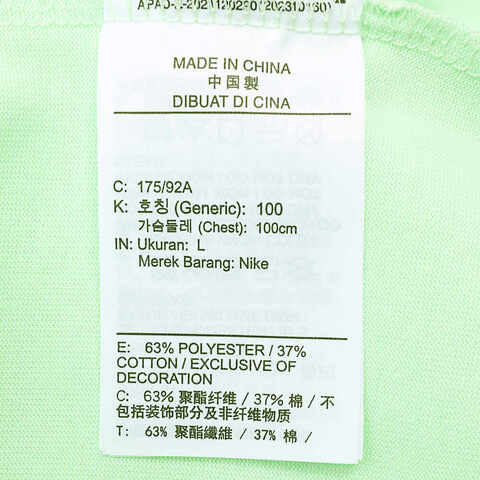 MADE IN CHINA
中国製
DIBUAT DI CINA
C: 175/92A
K: 호칭 (Generic): 100
가슴둘레 (Chest): 100cm
IN: Ukuran: L
Merek Barang: Nike
E: 63% POLYESTER / 37%
COTTON / EXCLUSIVE OF
DECORATION
C: 63% 聚酯纤维 / 37% 棉 / 不
包括装饰部分及非纤维物质
T: 63% 聚酯纖維 / 37% 棉 /